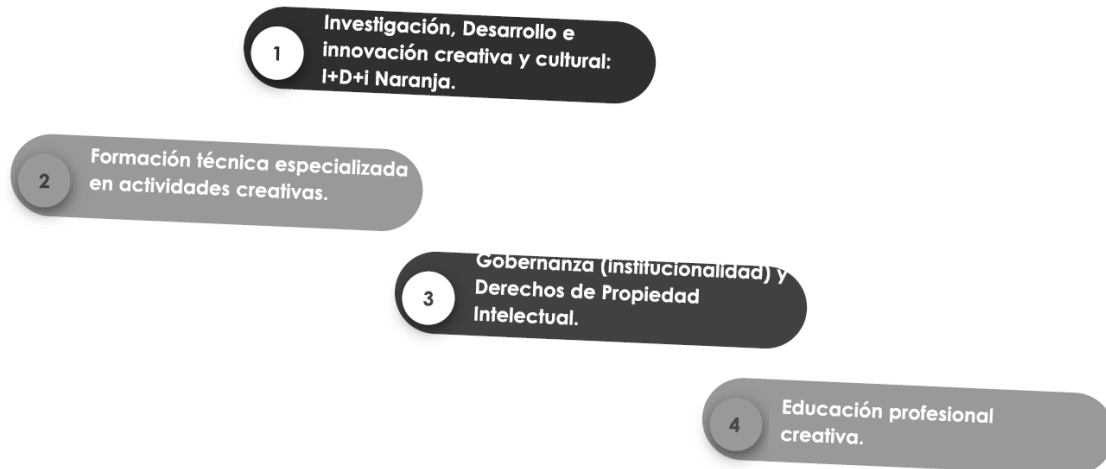 1
Investigación, Desarrollo e
innovación creativa y cultural:
I+D+i Naranja.
2
Formación técnica especializada
en actividades creativas.
3
Gobernanza (institucionalidad) y
Derechos de Propiedad
Intelectual.
4
Educación profesional
creativa.